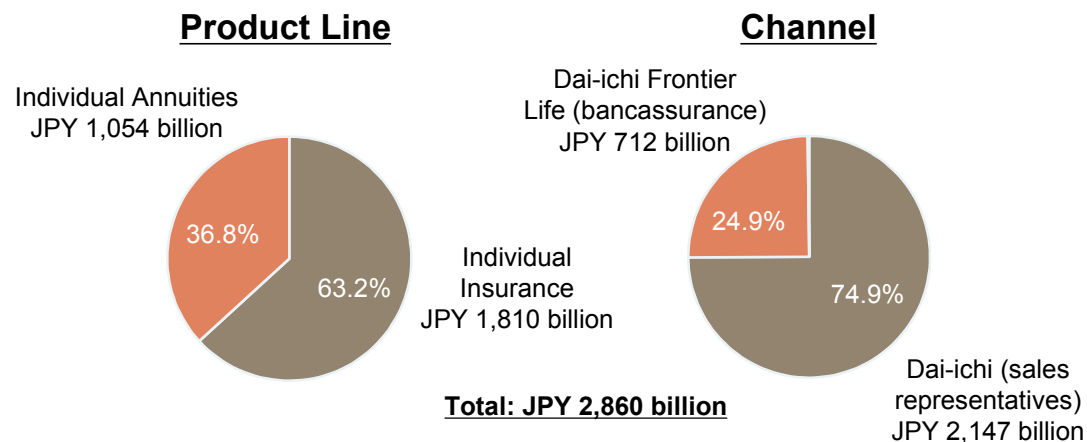 Product Line
Individual Annuities
JPY 1,054 billion
36.8%
63.2%
Individual
Insurance
JPY 1,810 billion
Channel
Dai-ichi Frontier
Life (bancassurance)
JPY 712 billion
24.9%
74.9%
Dai-ichi (sales
representatives)
JPY 2,147 billion
Total: JPY 2,860 billion